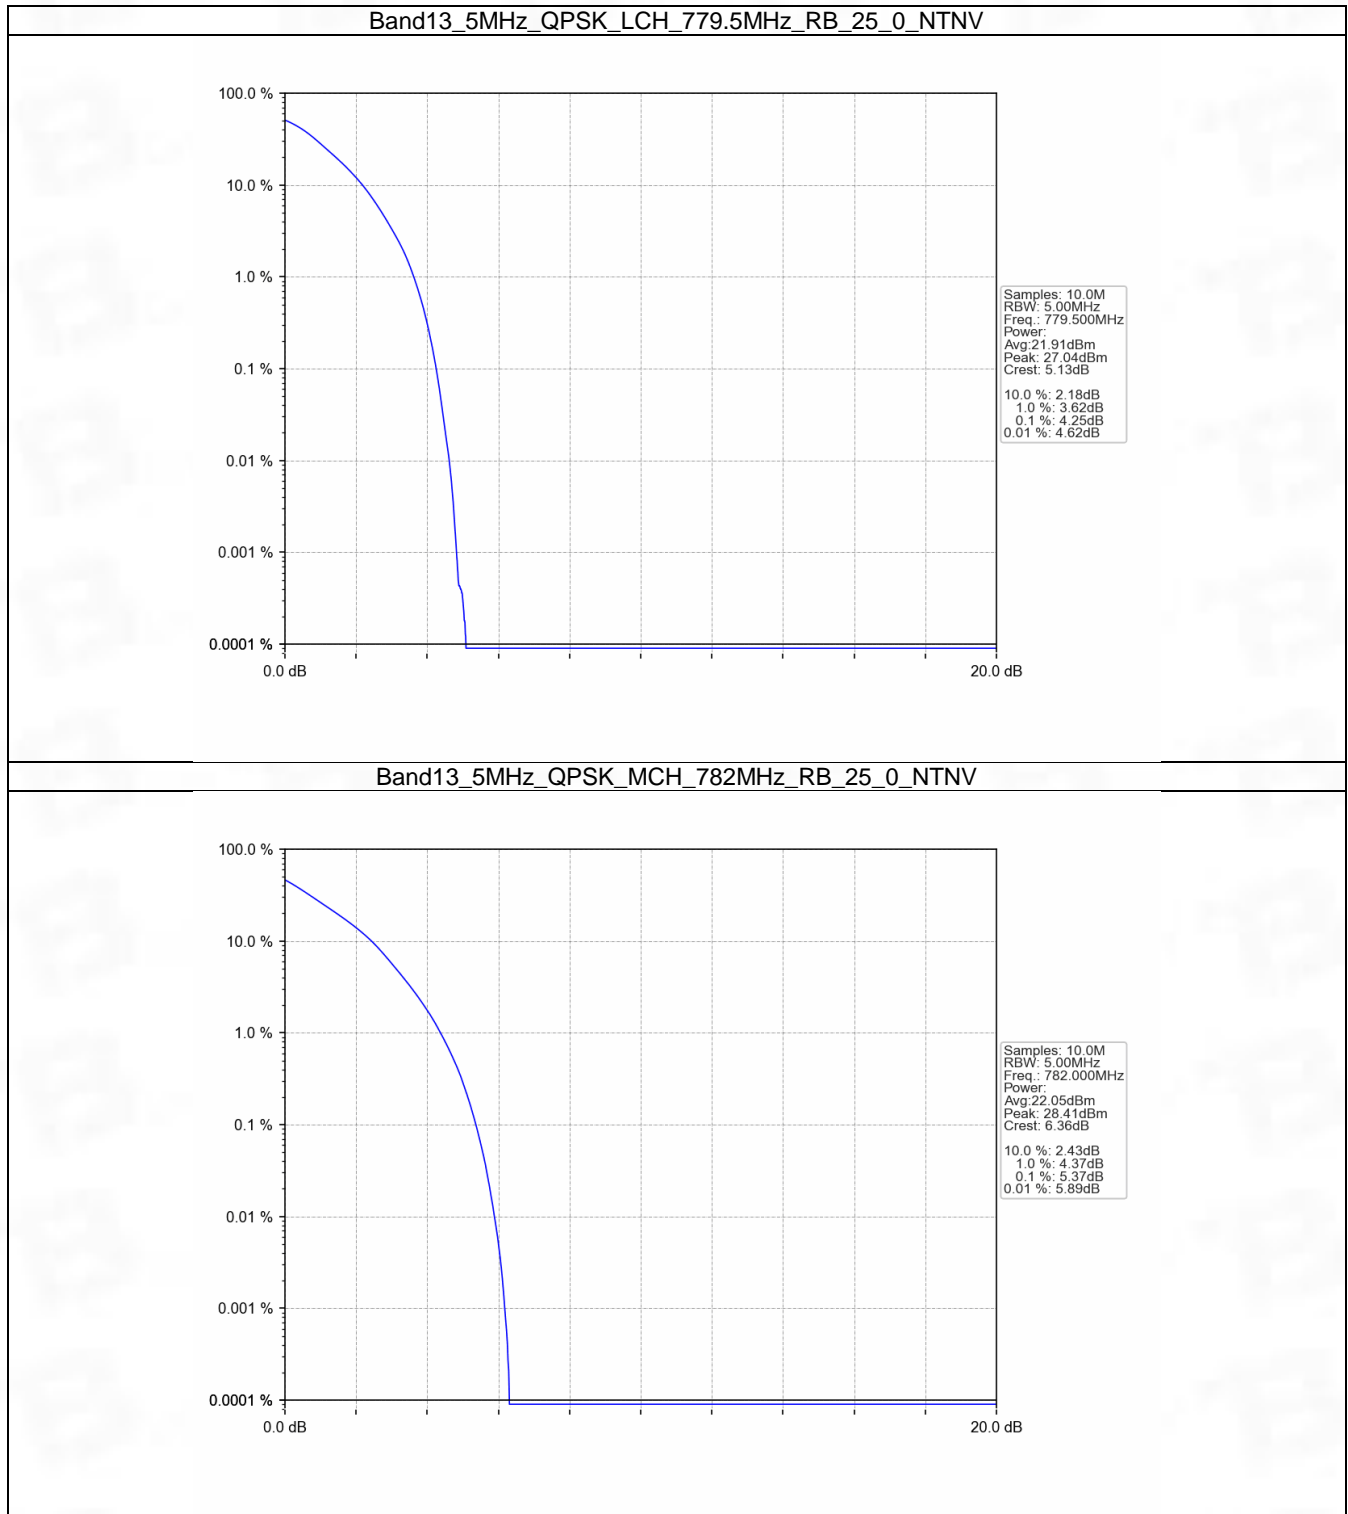 Band13_5MHz_QPSK_LCH_779.5MHz_RB_25_0_NTNV
100.0 %
10.0 %
1.0 %
0.1 %
0.01 %
0.001 %
0.0001 %
0.0 dB
20.0 dB
Samples: 10.0M
RBW: 5.00MHz
Freq.: 779.500MHz
Power:
Avg:21.91dBm
Peak: 27.04dBm
Crest: 5.13dB
10.0 %: 2.18dB
1.0 %: 3.62dB
0.1 %: 4.25dB
0.01 %: 4.62dB
Band13_5MHz_QPSK_MCH_782MHz_RB_25_0_NTNV
100.0 %
10.0 %
1.0 %
0.1 %
0.01 %
0.001 %
0.0001 %
0.0 dB
20.0 dB
Samples: 10.0M
RBW: 5.00MHz
Freq.: 782.000MHz
Power:
Avg:22.05dBm
Peak: 28.41dBm
Crest: 6.36dB
10.0 %: 2.43dB
1.0 %: 4.37dB
0.1 %: 5.37dB
0.01 %: 5.89dB